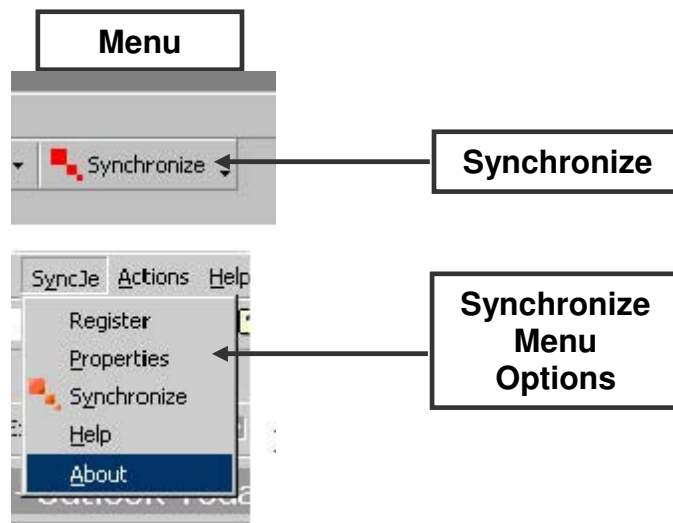 Menu
Synchronize
Synchronize
SyncJe Actions Help
Register
Properties
Synchronize
Help
About
Synchronize
Menu
Options